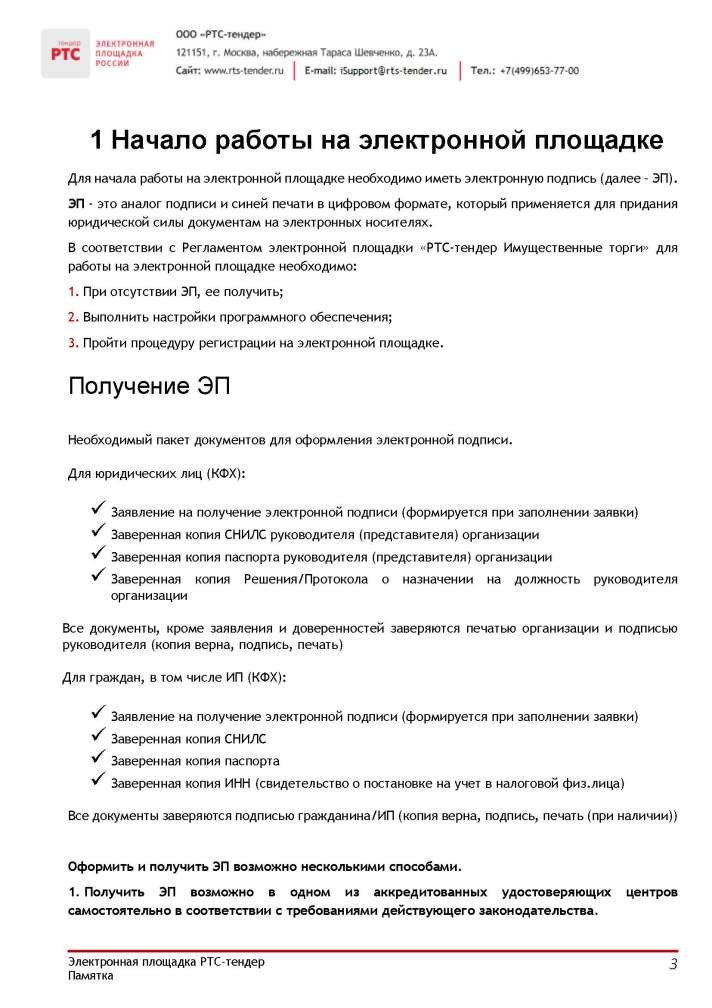 ООО «РТС-тендер»
тендер
РТС
ЭЛЕКТРОННАЯ
ПЛОЩАДКА
РОССИИ
121151, г. Москва, набережная Тараса Шевченко, д. 23А.
Сайт: www.rts-tender.ru | E-mail: iSupport@rts-tender.ru | Тел.: +7(499)653-77-00
1 Начало работы на электронной площадке
Для начала работы на электронной площадке необходимо иметь электронную подпись (далее – ЭП).
ЭП - это аналог подписи и синей печати в цифровом формате, который применяется для придания
юридической силы документам на электронных носителях.
В соответствии с Регламентом электронной площадки «РТС-тендер Имущественные торги» для
работы на электронной площадке необходимо:
1. При отсутствии ЭП, ее получить;
2. Выполнить настройки программного обеспечения;
3. Пройти процедуру регистрации на электронной площадке.
Получение ЭП
Необходимый пакет документов для оформления электронной подписи.
Для юридических лиц (КФХ):
✓ Заявление на получение электронной подписи (формируется при заполнении заявки)
✓ Заверенная копия СНИЛС руководителя (представителя) организации
✓ Заверенная копия паспорта руководителя (представителя) организации
✓ Заверенная копия Решения/Протокола о назначении на должность руководителя
организации
Все документы, кроме заявления и доверенностей заверяются печатью организации и подписью
руководителя (копия верна, подпись, печать)
Для граждан, в том числе ИП (КФХ):
✓ Заявление на получение электронной подписи (формируется при заполнении заявки)
✓ Заверенная копия СНИЛС
✓ Заверенная копия паспорта
✓ Заверенная копия ИНН (свидетельство о постановке на учет в налоговой физ.лица)
Все документы заверяются подписью гражданина/ИП (копия верна, подпись, печать (при наличии))
Оформить и получить ЭП возможно несколькими способами.
1. Получить ЭП возможно в одном из аккредитованных удостоверяющих центров
самостоятельно в соответствии с требованиями действующего законодательства.
Электронная площадка РТС-тендер
Памятка
3